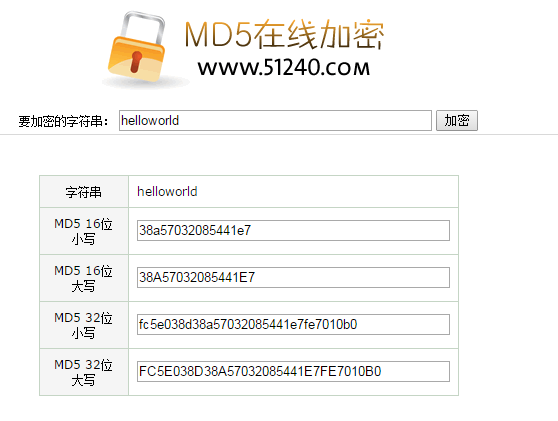 MD5在线加密
www.51240.com
要加密的字符串： helloworld 加密
字符串 helloworld
MD5 16位
小写
38a57032085441e7
MD5 16位
大写
38A57032085441E7
MD5 32位
小写
fc5e038d38a57032085441e7fe7010b0
MD5 32位
大写
FC5E038D38A57032085441E7FE7010B0